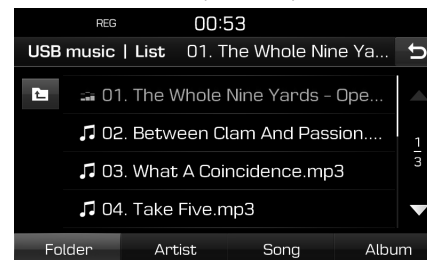 REG 00:53
USB music | List 01. The Whole Nine Ya...
01. The Whole Nine Yards - Ope...
02. Between Clam And Passion....
1
03. What A Coincidence.mp3
3
04. Take Five.mp3
Folder Artist Song Album